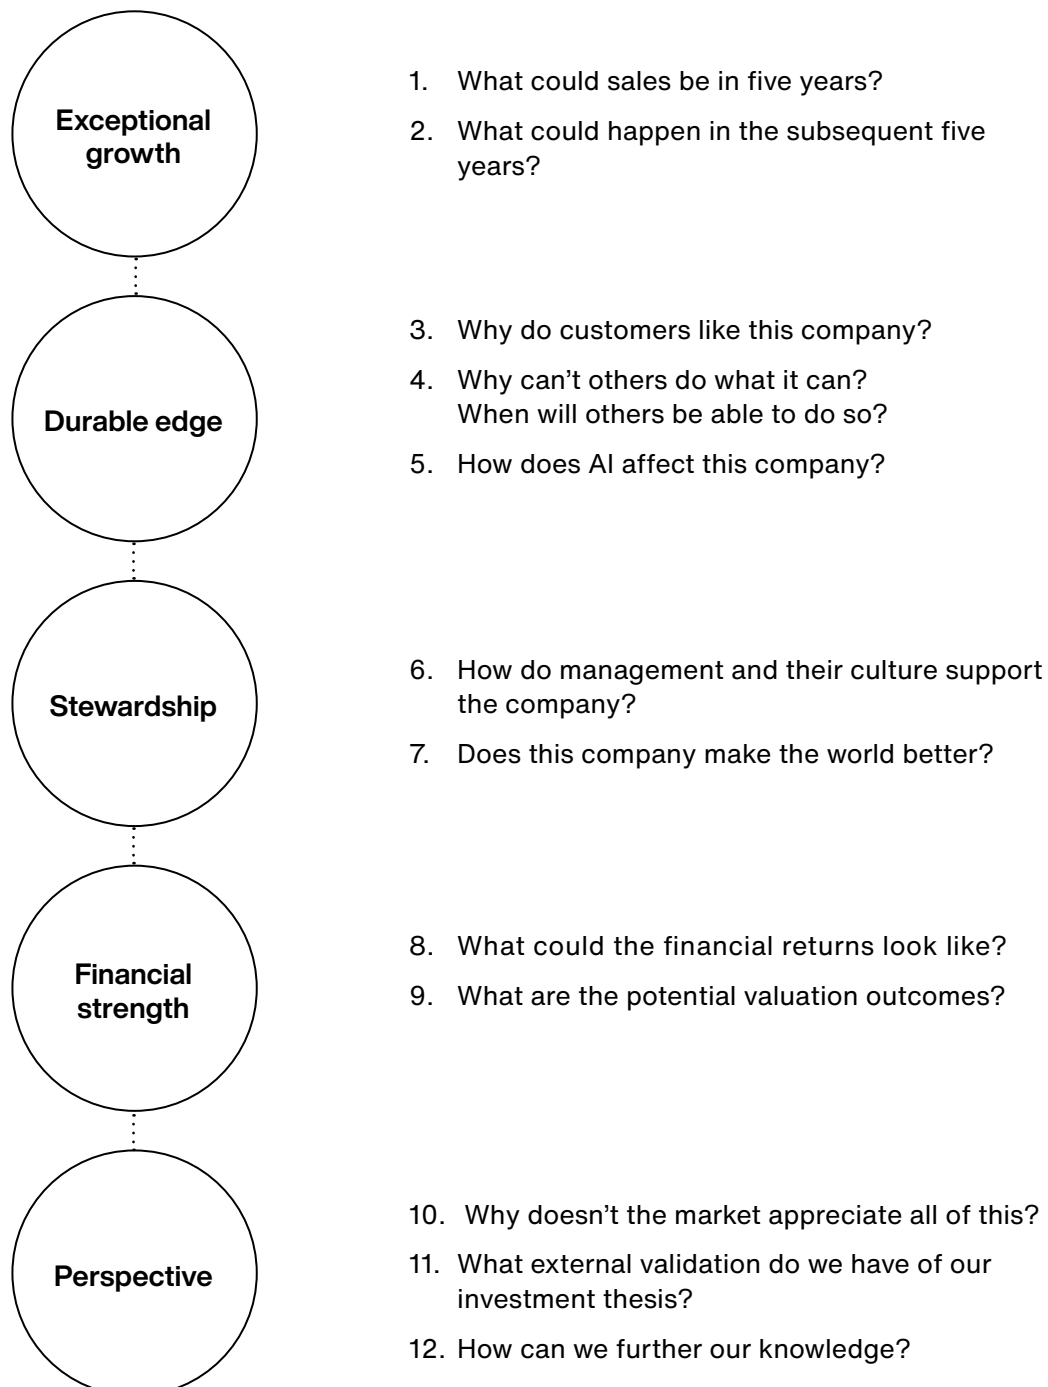 Exceptional
growth
1. What could sales be in five years?
2. What could happen in the subsequent five
years?
Durable edge
3. Why do customers like this company?
4. Why can’t others do what it can?
When will others be able to do so?
5. How does AI affect this company?
Stewardship
6. How do management and their culture support
the company?
7. Does this company make the world better?
Financial
strength
8. What could the financial returns look like?
9. What are the potential valuation outcomes?
Perspective
10. Why doesn’t the market appreciate all of this?
11. What external validation do we have of our
investment thesis?
12. How can we further our knowledge?